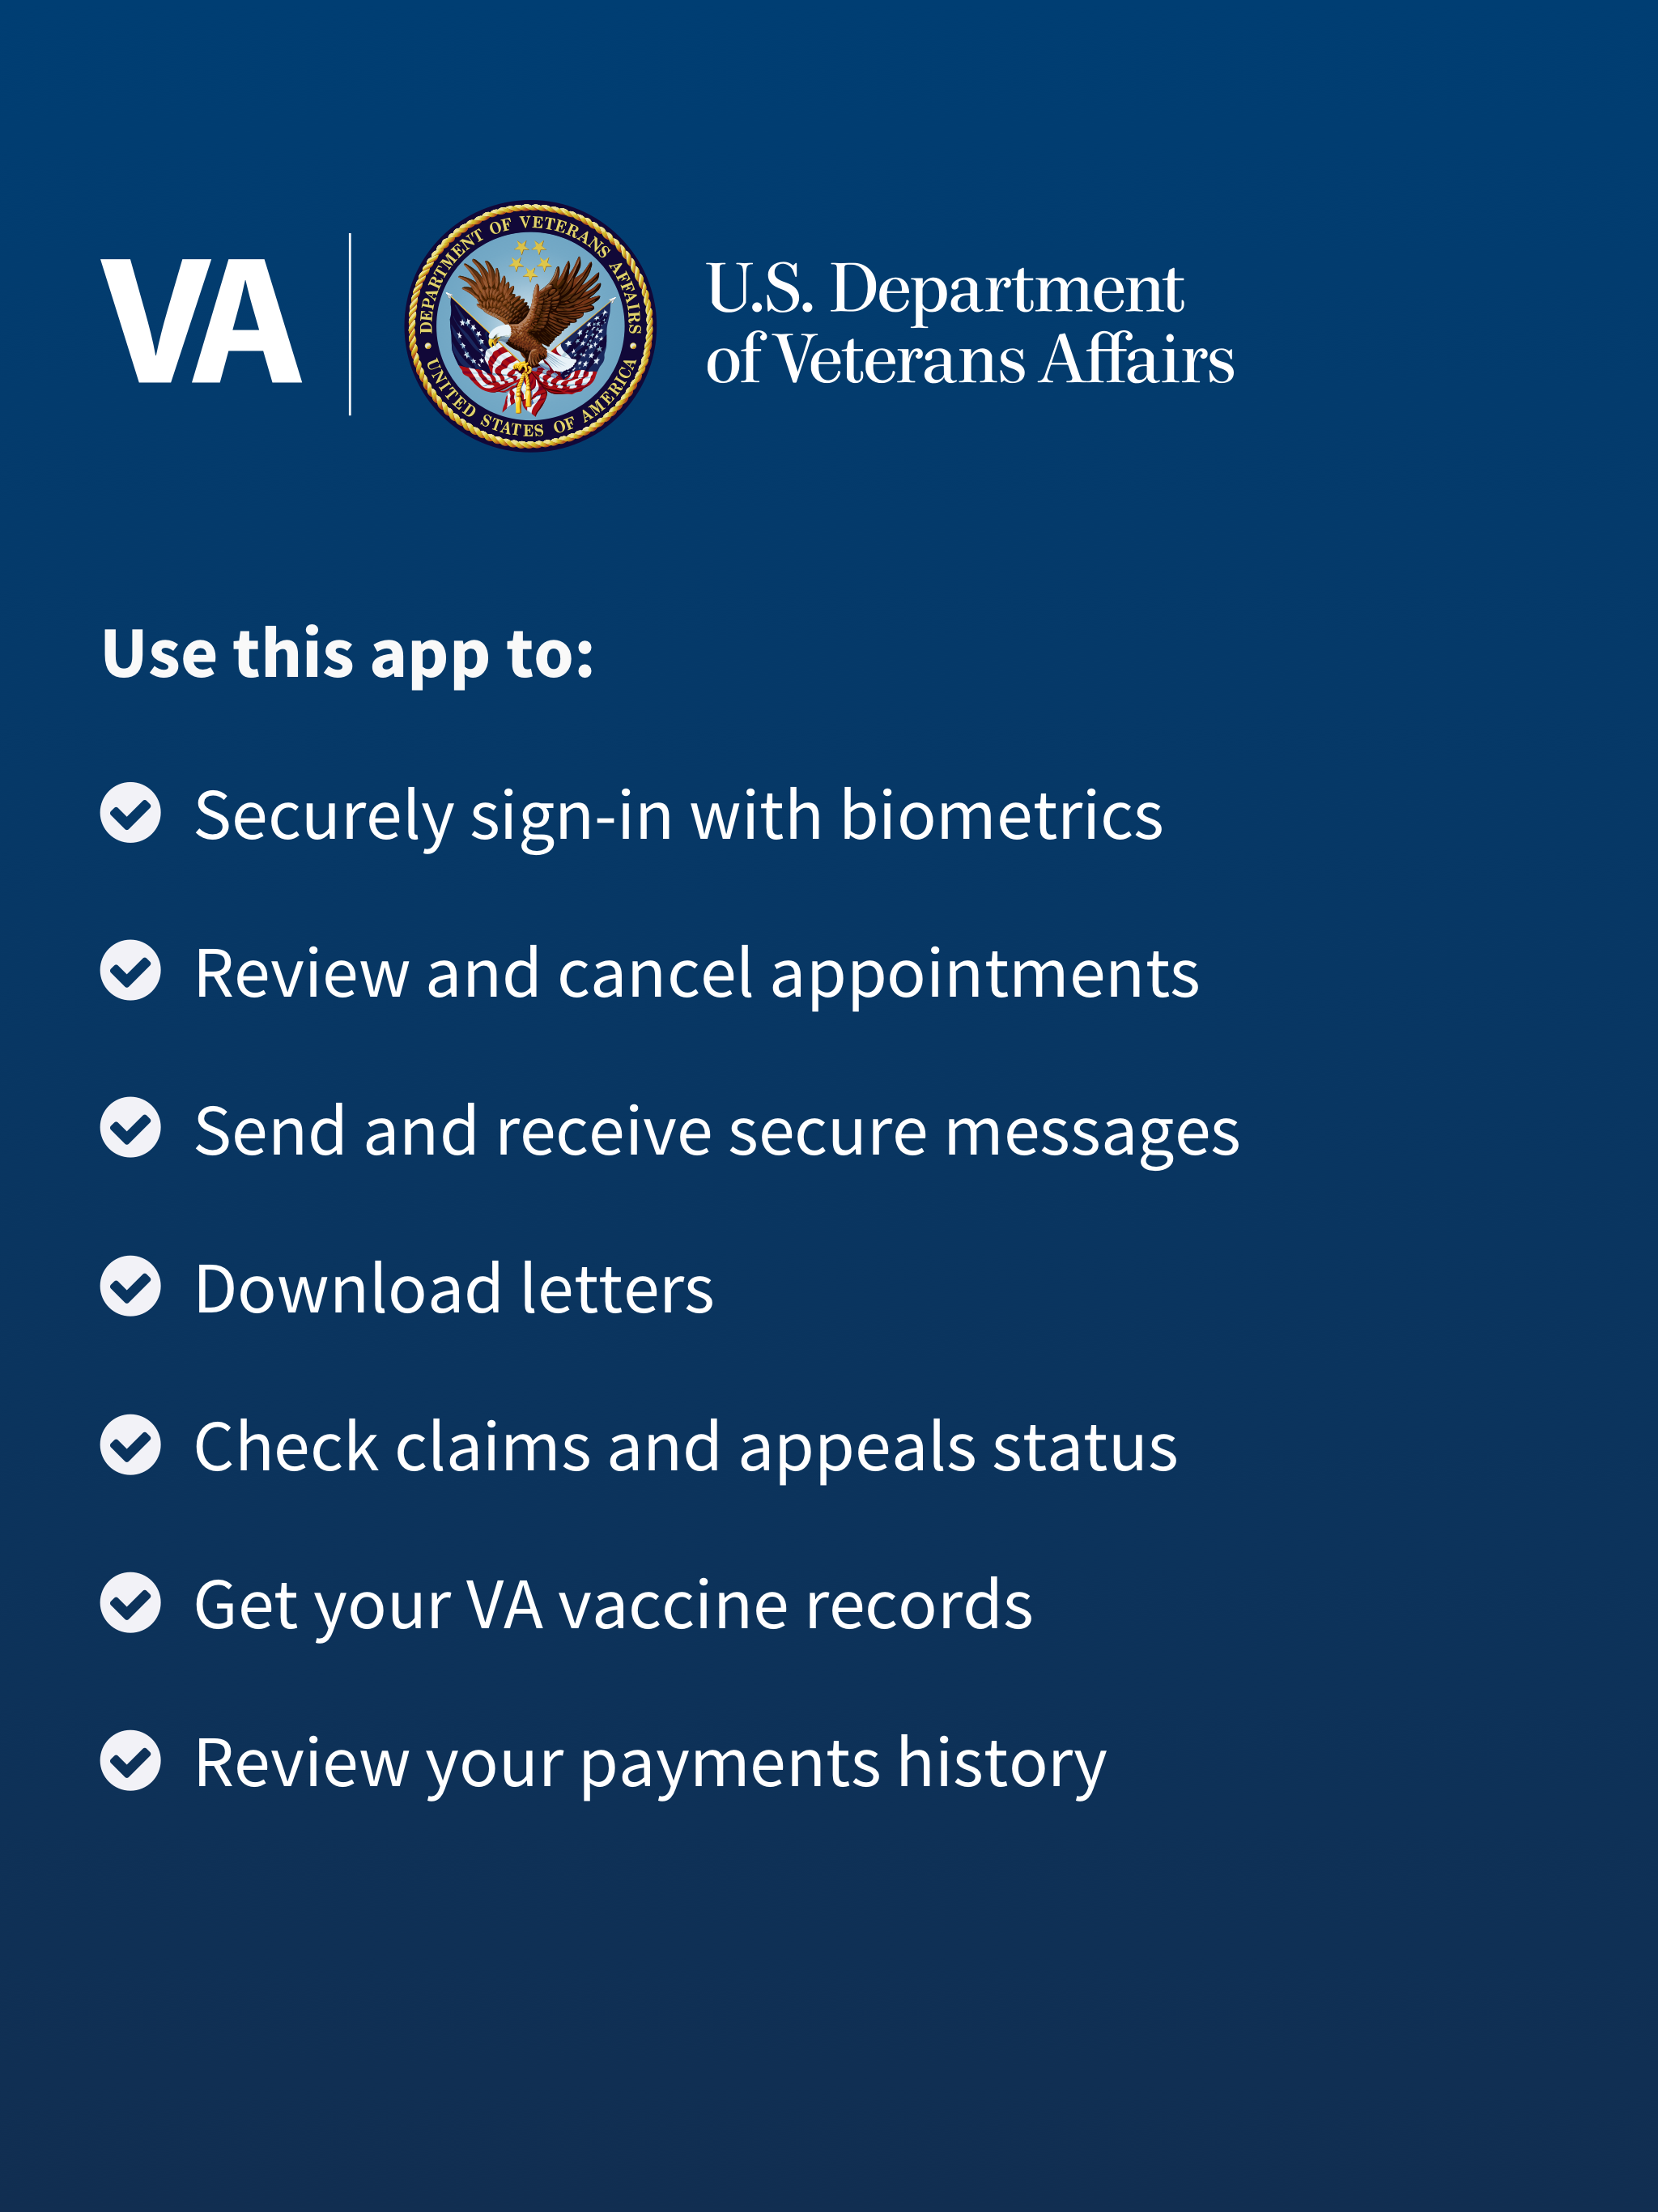 VA
DEPARTMENT OF VETERANS AFFAIRS
UNITED STATES OF AMERICA
U.S. Department
of Veterans Affairs
Use this app to:
Securely sign-in with biometrics
Review and cancel appointments
Send and receive secure messages
Download letters
Check claims and appeals status
Get your VA vaccine records
Review your payments history